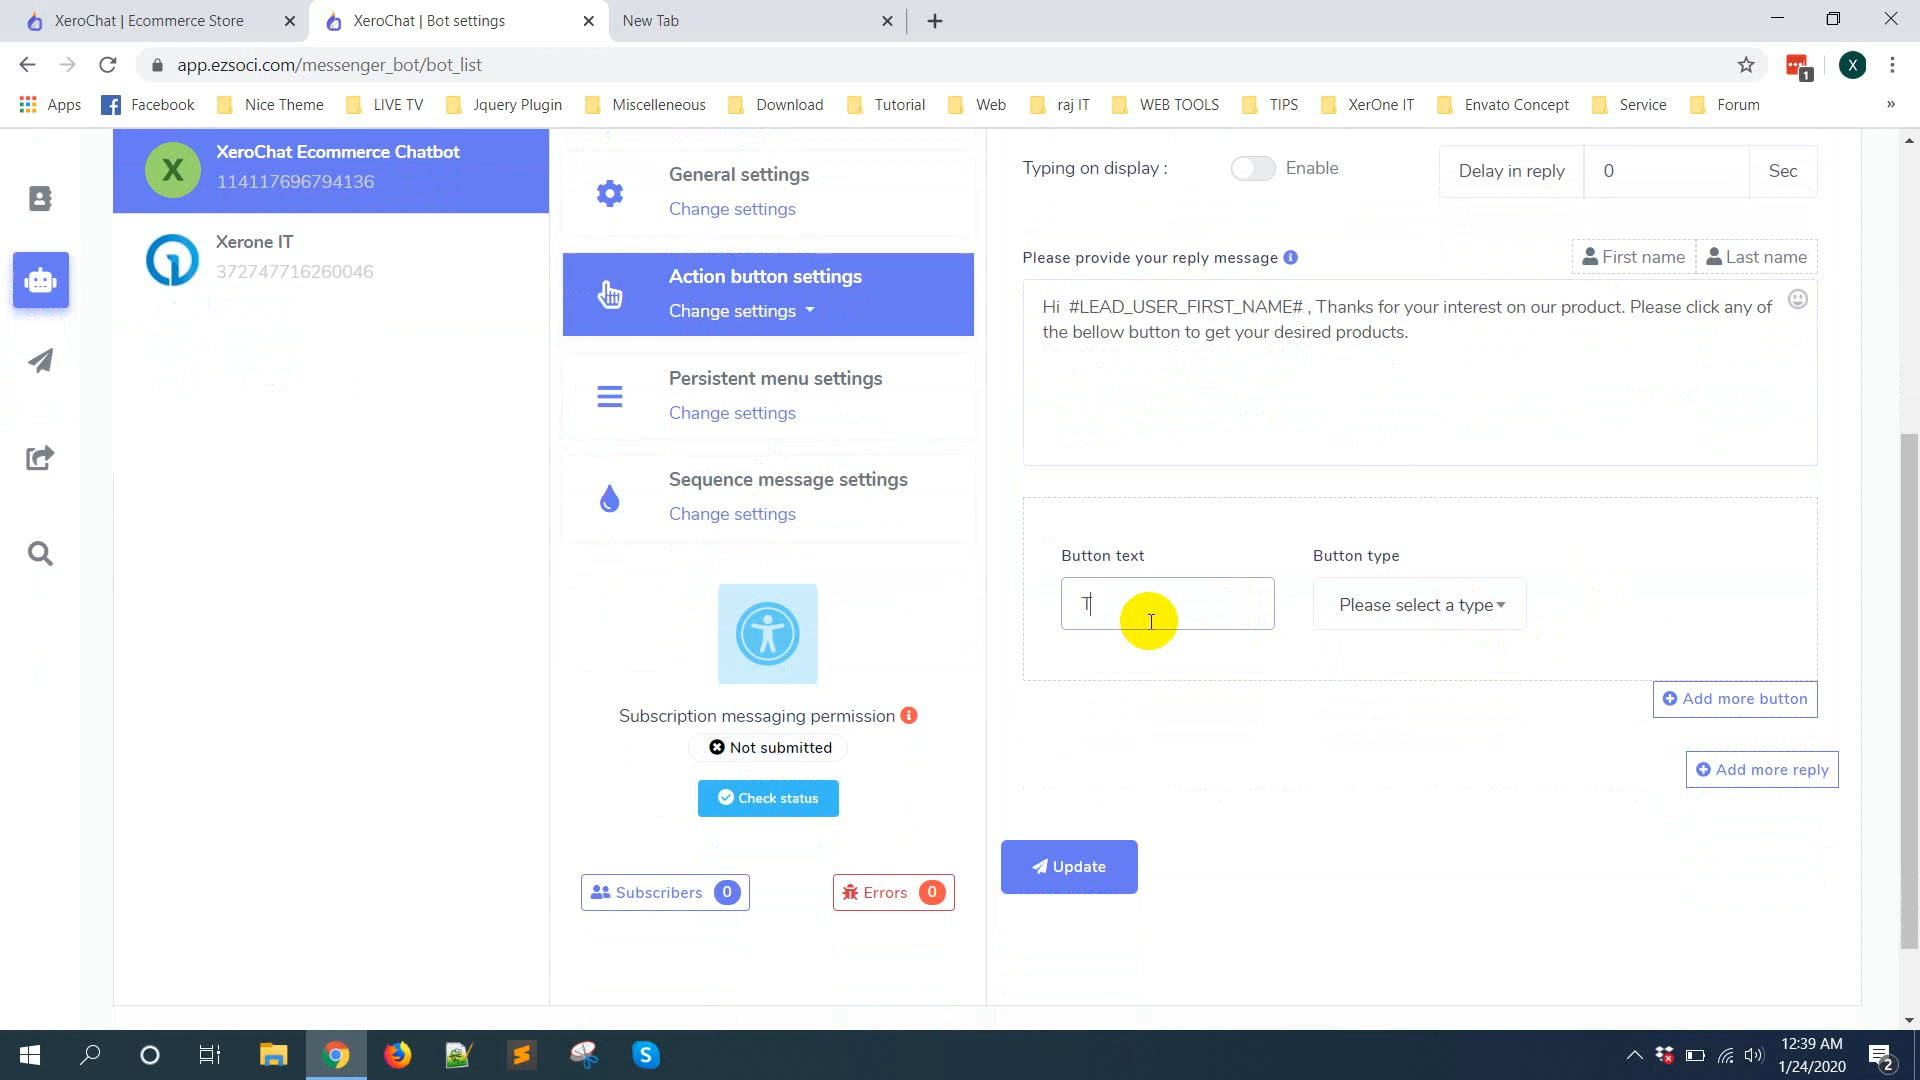 XeroChat | Ecommerce Store
XeroChat | Bot settings
New Tab
app.ezsoci.com/messenger_bot/bot_list
1
X
Apps
Facebook
Nice Theme
LIVE TV
Jquery Plugin
Miscelleneous
Download
Tutorial
Web
raj IT
WEB TOOLS
TIPS
XerOne IT
Envato Concept
Service
Forum
»
X
XeroChat Ecommerce Chatbot
114117696794136
Xerone IT
372747716260046
General settings
Change settings
Action button settings
Change settings
Persistent menu settings
Change settings
Sequence message settings
Change settings
Subscription messaging permission
Not submitted
Check status
Subscribers 0
Errors 0
Typing on display :
Enable
Delay in reply
0
Sec
Please provide your reply message
First name
Last name
Hi #LEAD_USER_FIRST_NAME# , Thanks for your interest on our product. Please click any of
the bellow button to get your desired products.
Button text
Button type
T
Please select a type
Add more button
Add more reply
Update
12:39 AM
1/24/2020
2